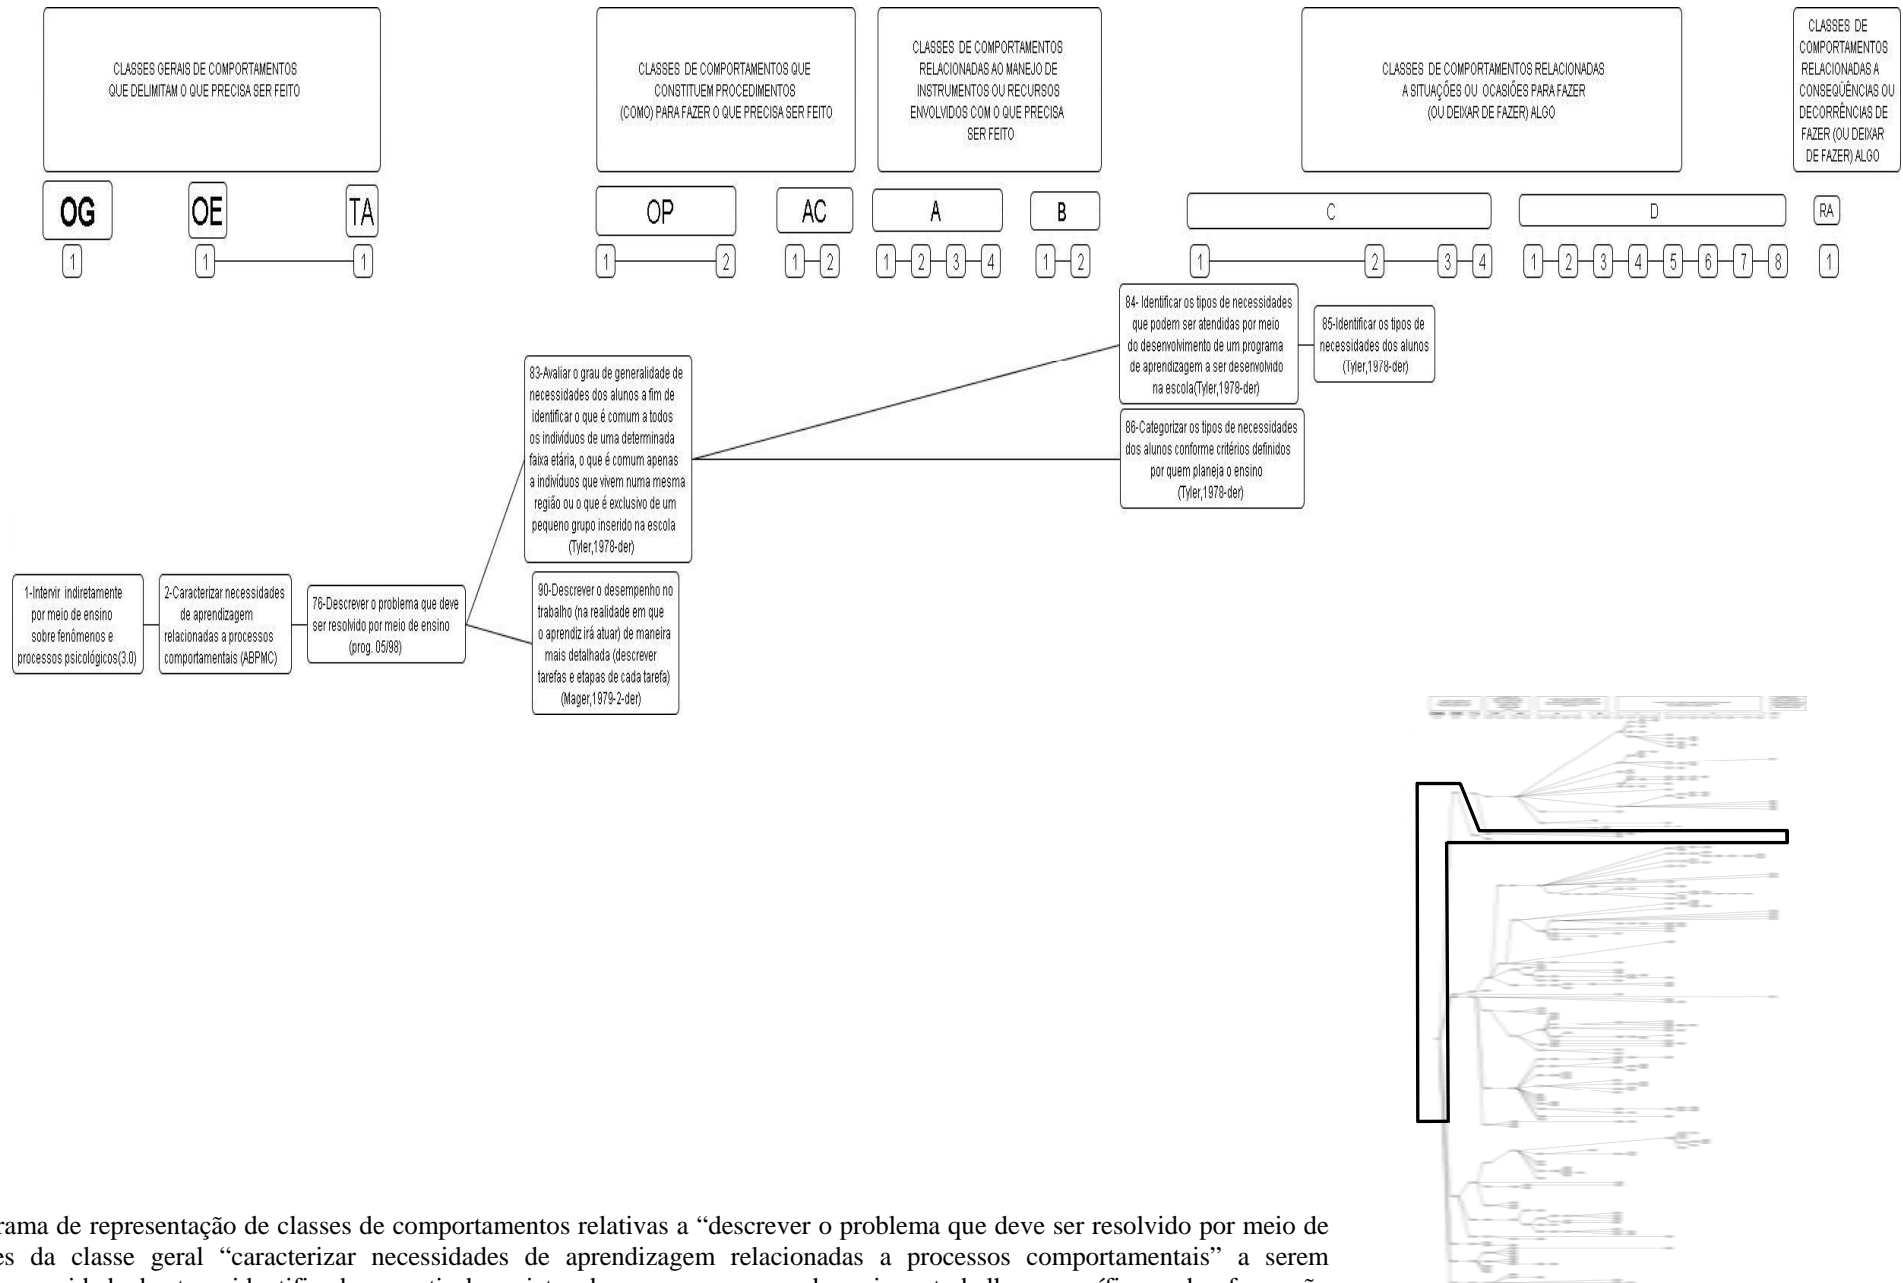 CLASSES GERAIS DE COMPORTAMENTOS
QUE DELIMITAM O QUE PRECISA SER FEITO
CLASSES DE COMPORTAMENTOS QUE
CONSTITUEM PROCEDIMENTOS
(COMO) PARA FAZER O QUE PRECISA SER FEITO
CLASSES DE COMPORTAMENTOS
RELACIONADAS AO MANEJO DE
INSTRUMENTOS OU RECURSOS
ENVOLVIDOS COM O QUE PRECISA
SER FEITO
CLASSES DE COMPORTAMENTOS RELACIONADAS
A SITUAÇÕES OU OCASIÕES PARA FAZER
(OU DEIXAR DE FAZER) ALGO
CLASSES DE
COMPORTAMENTOS
RELACIONADAS A
CONSEQÜÊNCIAS OU
DECORRÊNCIAS DE
FAZER (OU DEIXAR
DE FAZER) ALGO
OG OE TA OP AC A B C D RA
1 1 1 1 2 1 2 1 2 3 4 1 2 1 2 3 4 1 2 3 4 5 6 7 8 1
84- Identificar os tipos de necessidades
que podem ser atendidas por meio
do desenvolvimento de um programa
de aprendizagem a ser desenvolvido
na escola(Tyler,1978-der)
85-Identificar os tipos de
necessidades dos alunos
(Tyler,1978-der)
83-Avaliar o grau de generalidade de
necessidades dos alunos a fim de
identificar o que é comum a todos
os indivíduos de uma determinada
faixa etária, o que é comum apenas
a indivíduos que vivem numa mesma
região ou o que é exclusivo de um
pequeno grupo inserido na escola
(Tyler,1978-der)
86-Categorizar os tipos de necessidades
dos alunos conforme critérios definidos
por quem planeja o ensino
(Tyler,1978-der)
1-Intervir indiretamente
por meio de ensino
sobre fenômenos e
processos psicológicos(3.0)
2-Caracterizar necessidades
de aprendizagem
relacionadas a processos
comportamentais (ABPMC)
76-Descrever o problema que deve
ser resolvido por meio de ensino
(prog. 05/98)
90-Descrever o desempenho no
trabalho (na realidade em que
o aprendiz irá atuar) de maneira
mais detalhada (descrever
tarefas e etapas de cada tarefa)
(Mager,1979-2-der)
rama de representação de classes de comportamentos relativas a “descrever o problema que deve ser resolvido por meio de
es da classe geral “caracterizar necessidades de aprendizagem relacionadas a processos comportamentais” a serem